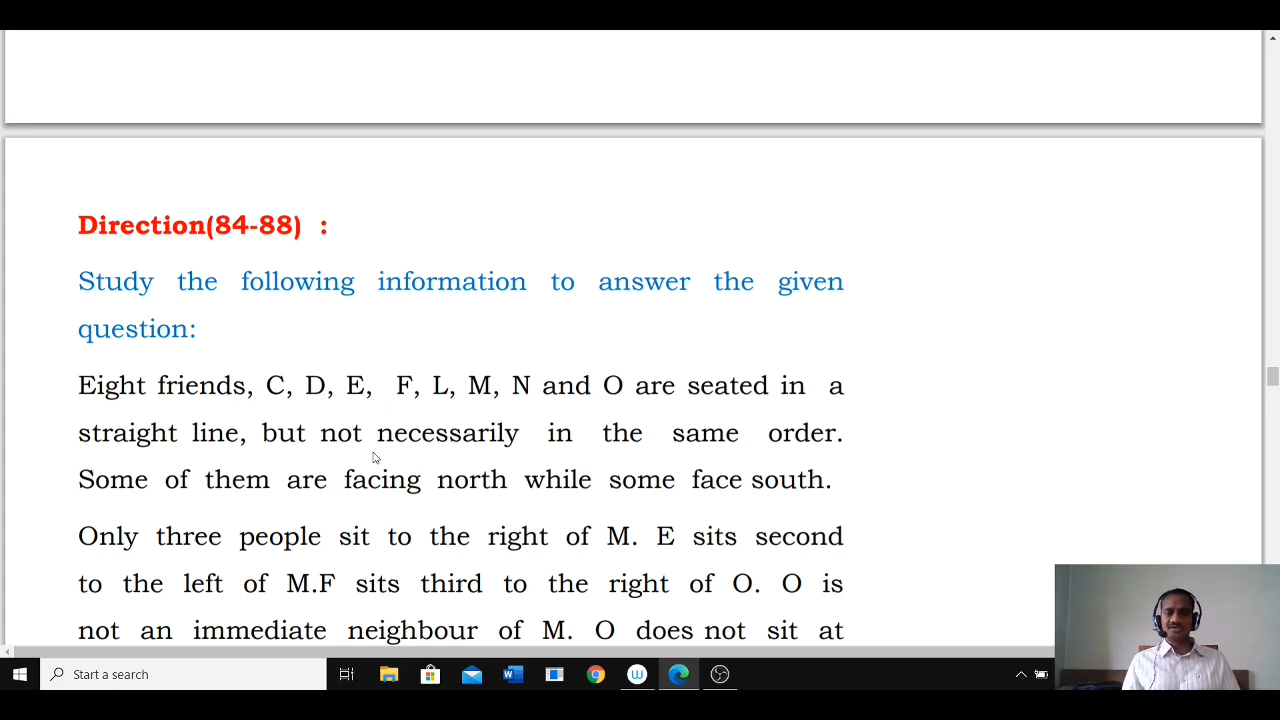 Direction(84-88) :
Study the following information to answer the given
question:
Eight friends, C, D, E, F, L, M, N and O are seated in a
straight line, but not necessarily in the same order.
Some of them are facing north while some face south.
Only three people sit to the right of M. E sits second
to the left of M.F sits third to the right of O. O is
not an immediate neighbour of M. O does not sit at
Start a search